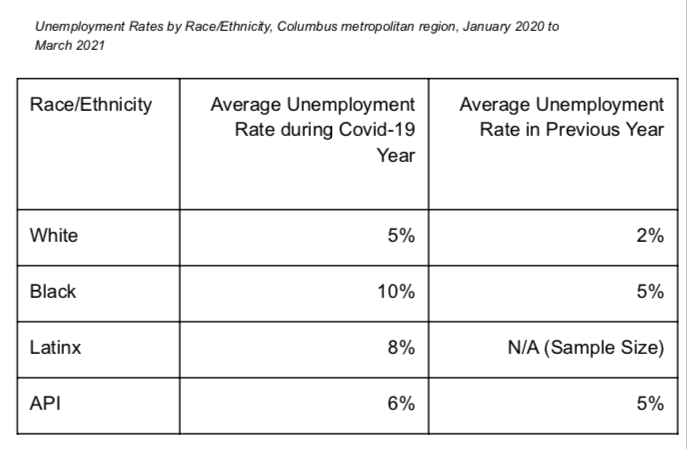 Unemployment Rates by Race/Ethnicity, Columbus metropolitan region, January 2020 to
March 2021
Race/Ethnicity
Average Unemployment
Rate during Covid-19
Year
Average Unemployment
Rate in Previous Year
White
5%
2%
Black
10%
5%
Latinx
8%
N/A (Sample Size)
API
6%
5%